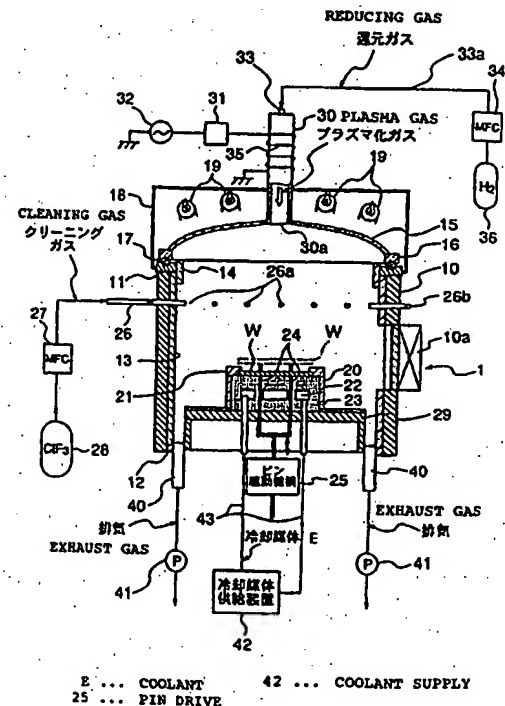 REDUCING GAS
還元ガス
33
33a
34
32
31
30 PLASMA GAS
プラズマ化ガス
MFC
35
19
19
18
H2
CLEANING GAS
クリーニング
ガス
15
30a
36
17
16
11
14
10
26a
26b
27
26
W
24
W
10a
MFC
13
20
21
22
1
23
29
ClF3
28
12
40
ピン
駆動機構
25
40
排気
43
排気
EXHAUST GAS
冷却媒体
E
EXHAUST GAS
P
P
41
冷却媒体
供給装置
41
42
E ... COOLANT
42 ... COOLANT SUPPLY
25 ... PIN DRIVE